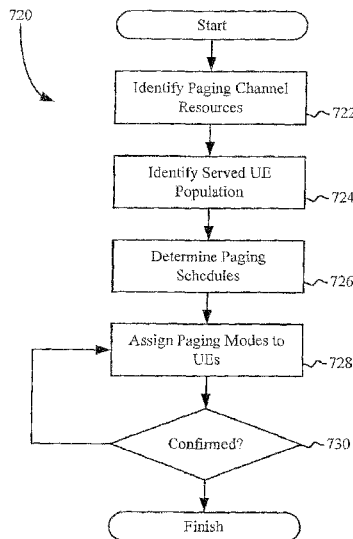 720
Start
Identify Paging Channel
Resources
722
Identify Served UE
Population
724
Determine Paging
Schedules
726
Assign Paging Modes to
UEs
728
Confirmed?
730
Finish